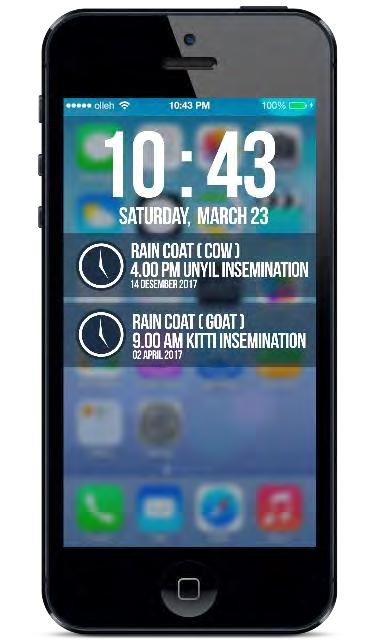 ●●●●● olleh 10:43 PM 100%
10 : 43
SATURDAY, MARCH 23
RAIN COAT ( COW )
4.00 PM UNYIL INSEMINATION
14 DESEMBER 2017
RAIN COAT ( GOAT )
9.00 AM KITTI INSEMINATION
02 APRIL 2017